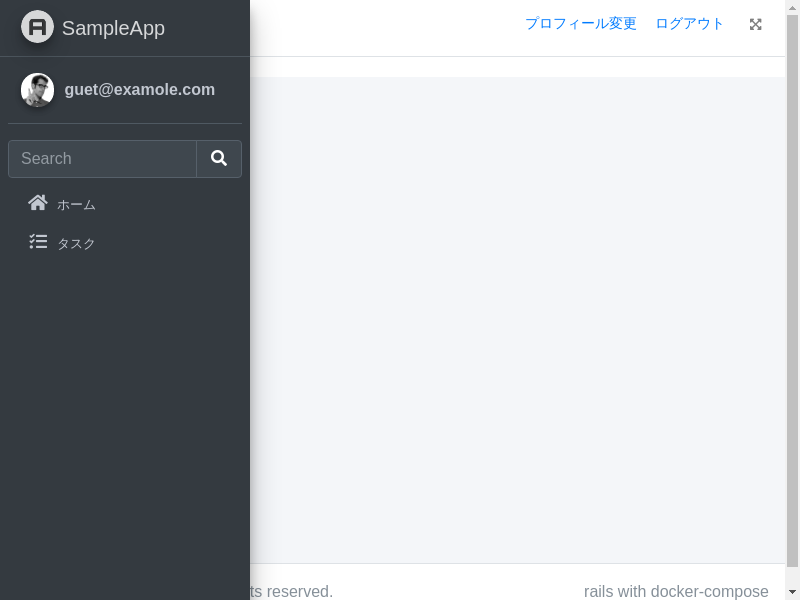 SampleApp
プロフィール変更 ログアウト
guet@examole.com
Search
ホーム
タスク
ts reserved.
rails with docker-compose